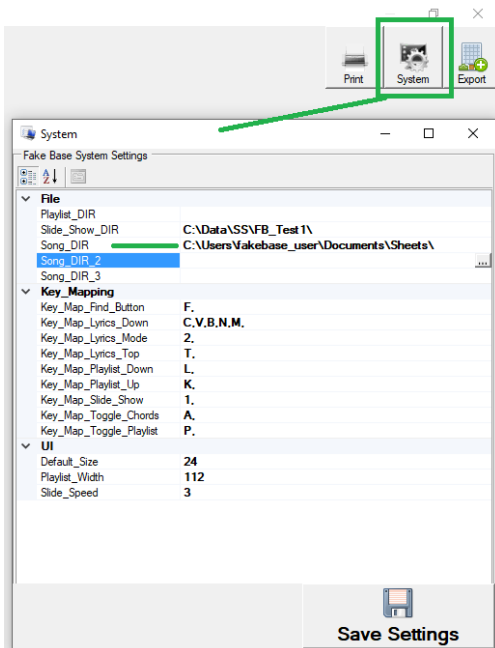 Print System Export
System
Fake Base System Settings
File
Playlist_DIR
Slide_Show_DIR C:\Data\SS\FB_Test1\
Song_DIR C:\Users\fakebase_user\Documents\Sheets\
Song_DIR_2 ...
Song_DIR_3
Key_Mapping
Key_Map_Find_Button F,
Key_Map_Lyrics_Down C,V,B,N,M,
Key_Map_Lyrics_Mode 2,
Key_Map_Lyrics_Top T,
Key_Map_Playlist_Down L,
Key_Map_Playlist_Up K,
Key_Map_Slide_Show 1,
Key_Map_Toggle_Chords A,
Key_Map_Toggle_Playlist P,
UI
Default_Size 24
Playlist_Width 112
Slide_Speed 3
Save Settings